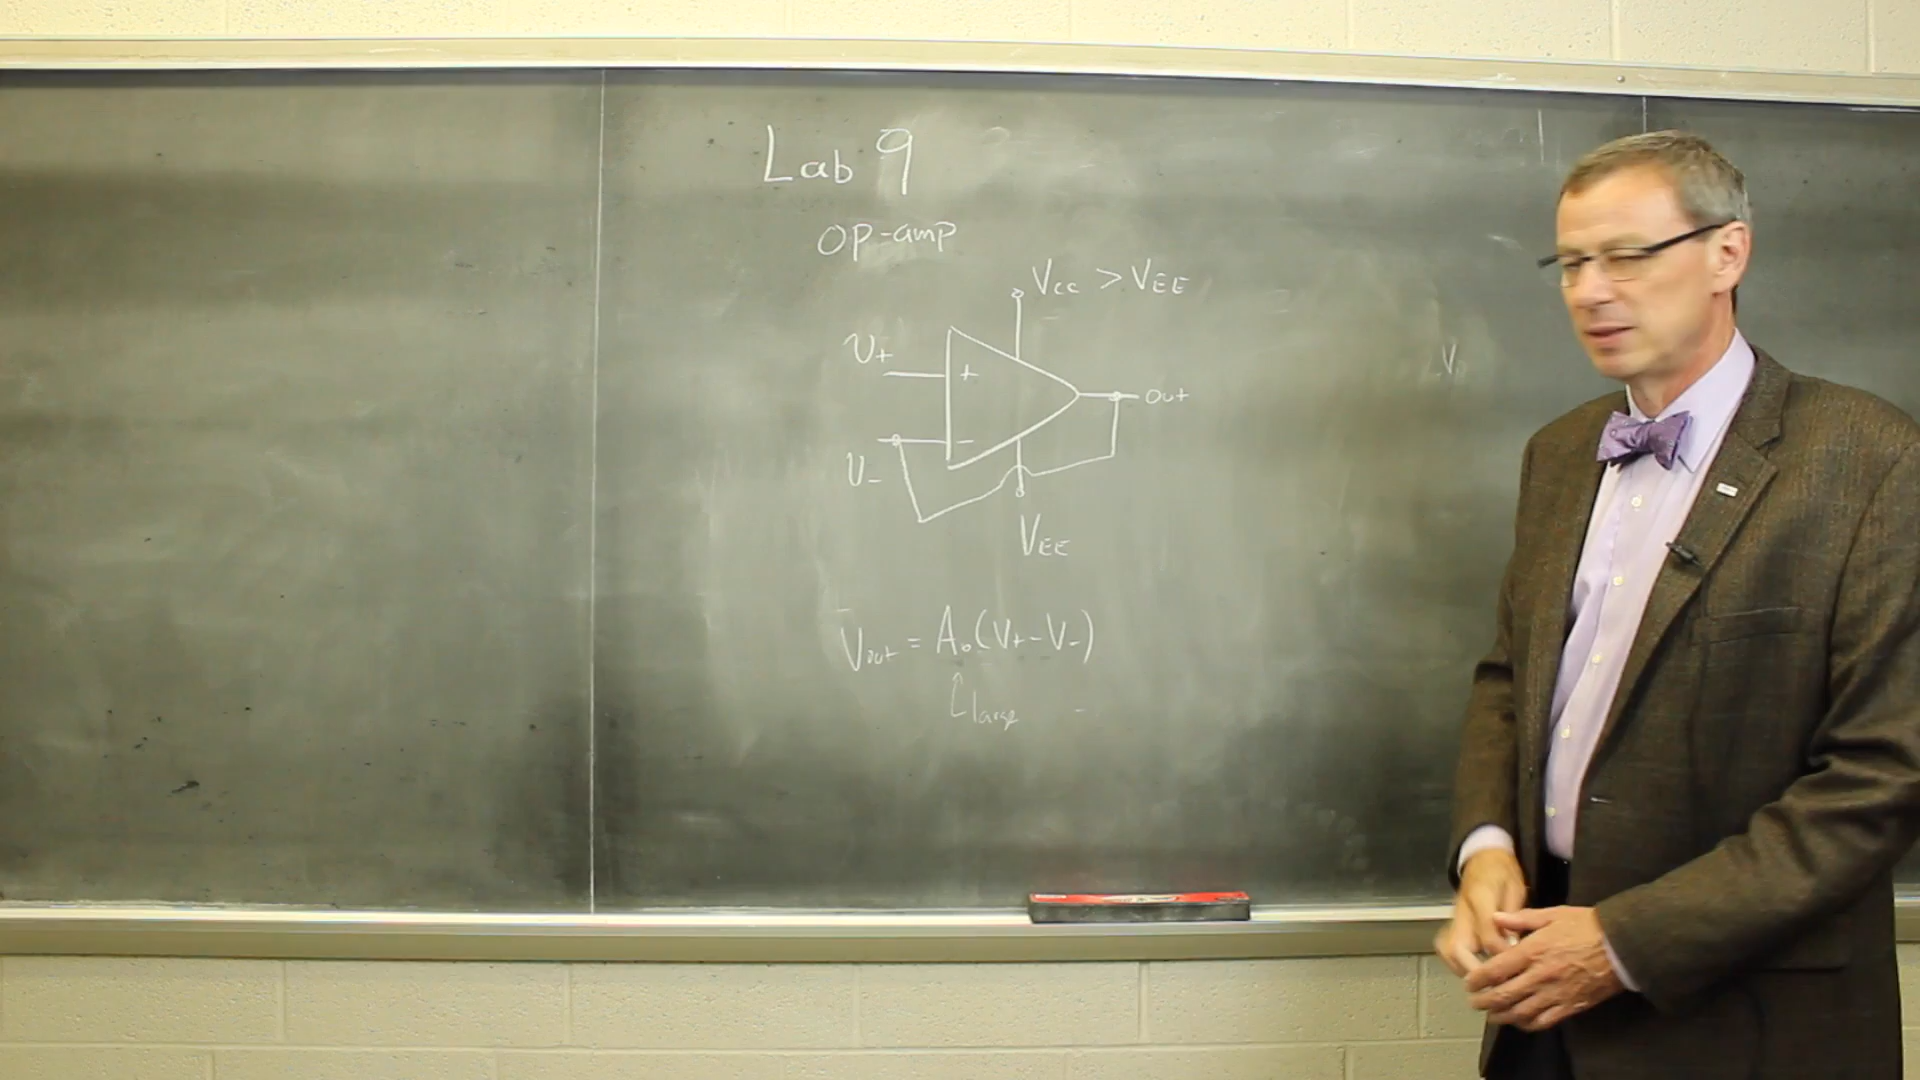 Lab 9
op-amp
Vcc > VEE
V+
+
out
−
V−
VEE
Vout = Ao(V+ − V−)
large